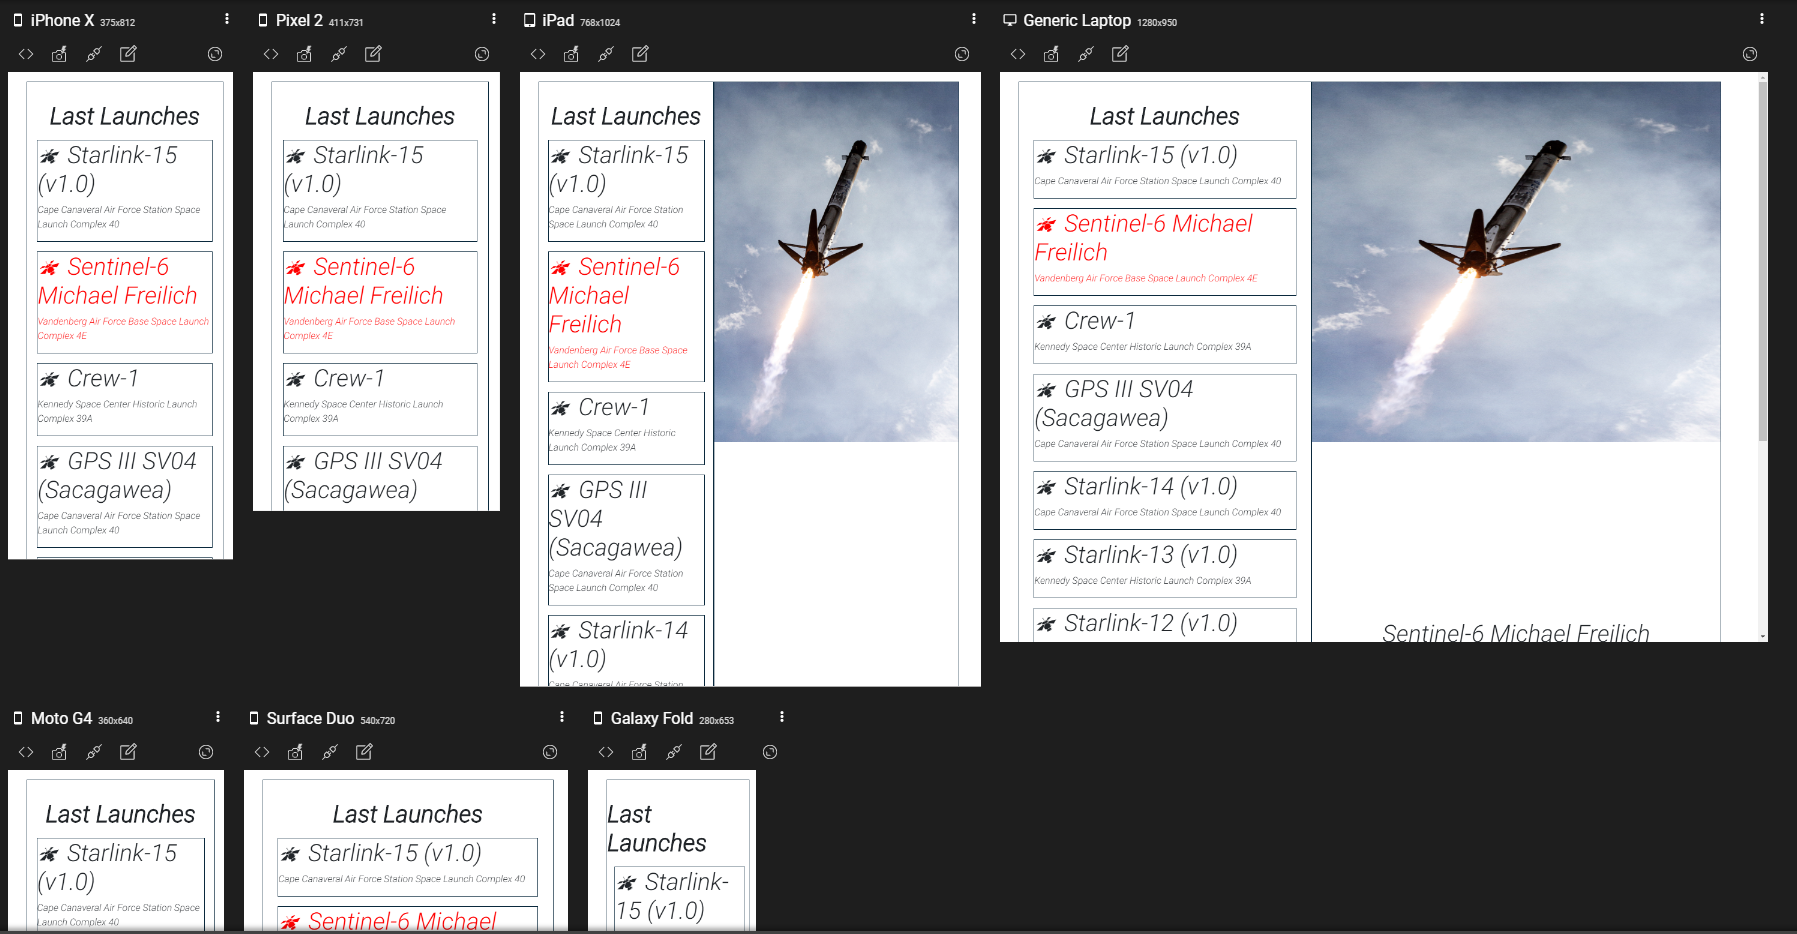 iPhone X 375x812
Last Launches
Starlink-15
(v1.0)
Cape Canaveral Air Force Station Space
Launch Complex 40
Sentinel-6
Michael Freilich
Vandenberg Air Force Base Space Launch
Complex 4E
Crew-1
Kennedy Space Center Historic Launch
Complex 39A
GPS III SV04
(Sacagawea)
Cape Canaveral Air Force Station Space
Launch Complex 40
Pixel 2 411x731
Last Launches
Starlink-15
(v1.0)
Cape Canaveral Air Force Station Space
Launch Complex 40
Sentinel-6
Michael Freilich
Vandenberg Air Force Base Space Launch
Complex 4E
Crew-1
Kennedy Space Center Historic Launch
Complex 39A
GPS III SV04
(Sacagawea)
iPad 768x1024
Last Launches
Starlink-15
(v1.0)
Cape Canaveral Air Force Station
Space Launch Complex 40
Sentinel-6
Michael
Freilich
Vandenberg Air Force Base Space
Launch Complex 4E
Crew-1
Kennedy Space Center Historic
Launch Complex 39A
GPS III
SV04
(Sacagawea)
Cape Canaveral Air Force Station
Space Launch Complex 40
Starlink-14
(v1.0)
Cape Canaveral Air Force Station
Generic Laptop 1280x950
Last Launches
Starlink-15 (v1.0)
Cape Canaveral Air Force Station Space Launch Complex 40
Sentinel-6 Michael
Freilich
Vandenberg Air Force Base Space Launch Complex 4E
Crew-1
Kennedy Space Center Historic Launch Complex 39A
GPS III SV04
(Sacagawea)
Cape Canaveral Air Force Station Space Launch Complex 40
Starlink-14 (v1.0)
Cape Canaveral Air Force Station Space Launch Complex 40
Starlink-13 (v1.0)
Kennedy Space Center Historic Launch Complex 39A
Starlink-12 (v1.0)
Sentinel-6 Michael Freilich
Moto G4 360x640
Last Launches
Starlink-15
(v1.0)
Cape Canaveral Air Force Station Space
Launch Complex 40
Surface Duo 540x720
Last Launches
Starlink-15 (v1.0)
Cape Canaveral Air Force Station Space Launch Complex 40
Sentinel-6 Michael
Galaxy Fold 280x653
Last
Launches
Starlink-
15 (v1.0)